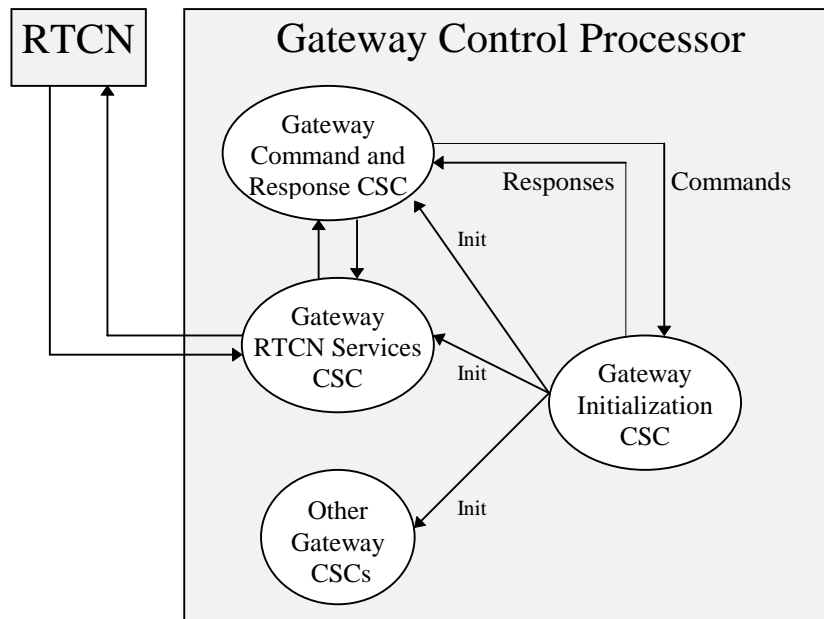 RTCN
Gateway Control Processor
Gateway
Command and
Response CSC
Responses
Commands
Init
Gateway
RTCN Services
CSC
Init
Gateway
Initialization
CSC
Init
Other
Gateway
CSCs